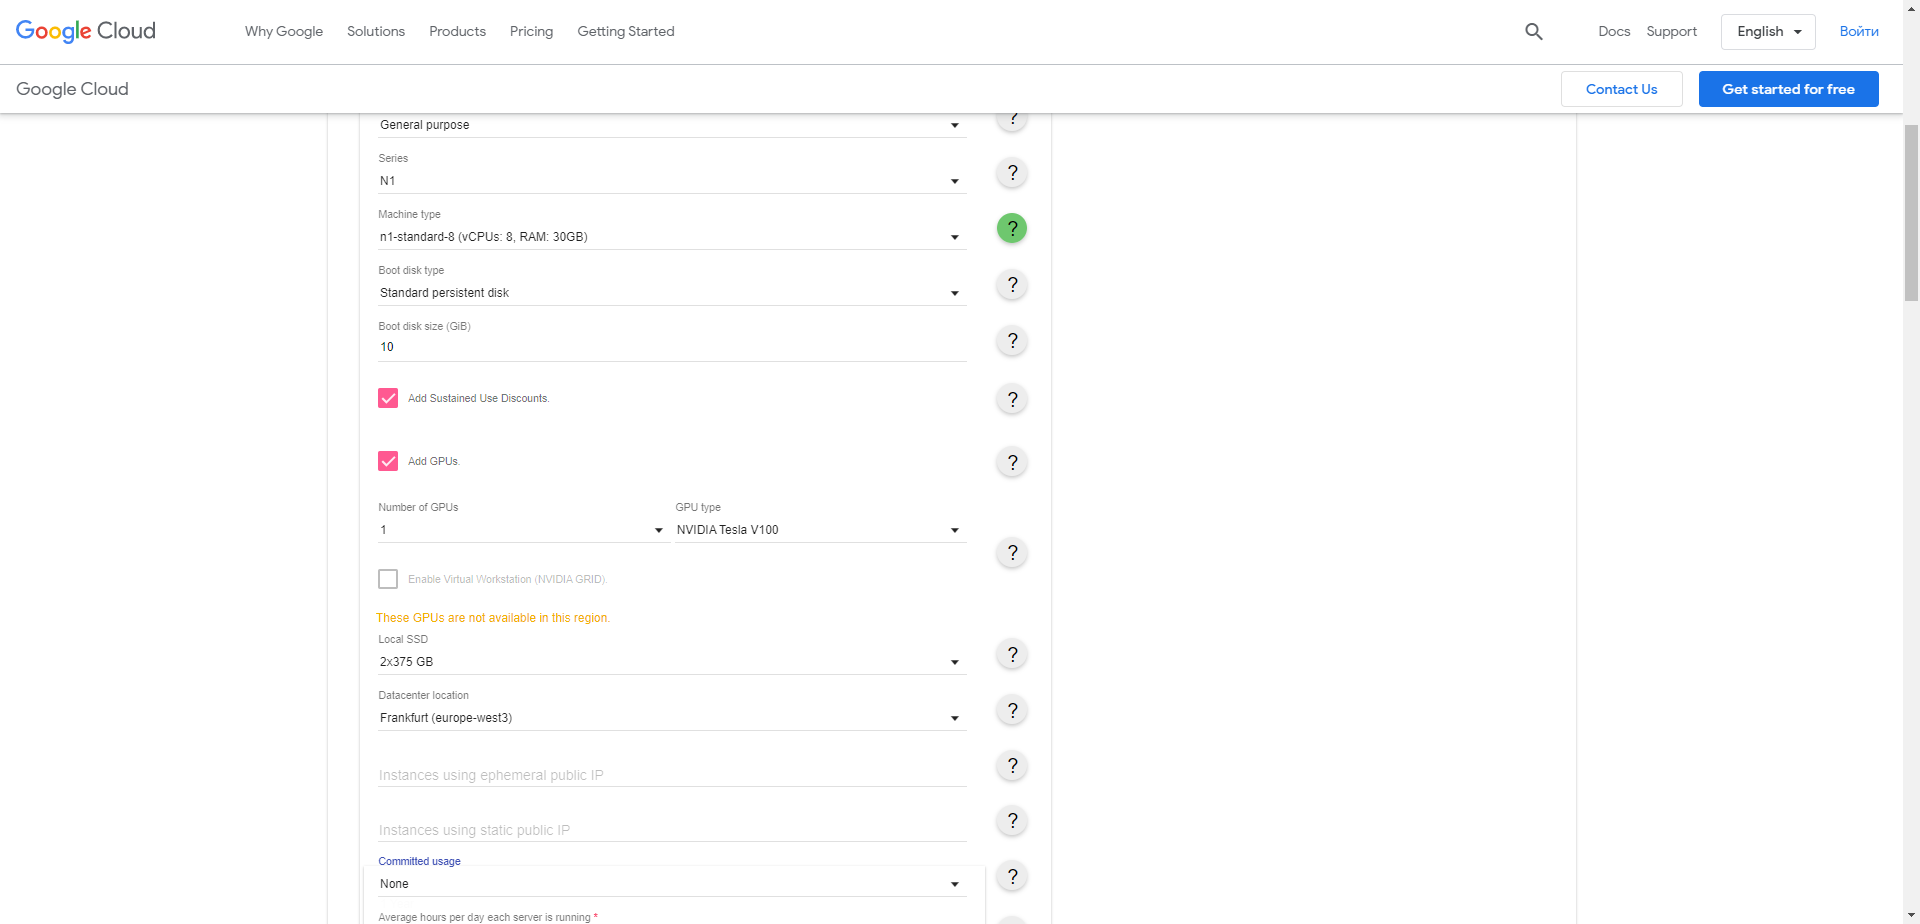 Google Cloud
Why Google
Solutions
Products
Pricing
Getting Started
Docs
Support
English
Войти
Google Cloud
Contact Us
Get started for free
General purpose
?
Series
N1
?
Machine type
n1-standard-8 (vCPUs: 8, RAM: 30GB)
?
Boot disk type
Standard persistent disk
?
Boot disk size (GiB)
10
?
Add Sustained Use Discounts.
?
Add GPUs.
?
Number of GPUs
1
GPU type
NVIDIA Tesla V100
?
Enable Virtual Workstation (NVIDIA GRID).
These GPUs are not available in this region.
Local SSD
2x375 GB
?
Datacenter location
Frankfurt (europe-west3)
?
Instances using ephemeral public IP
?
Instances using static public IP
?
Committed usage
None
?
Average hours per day each server is running *